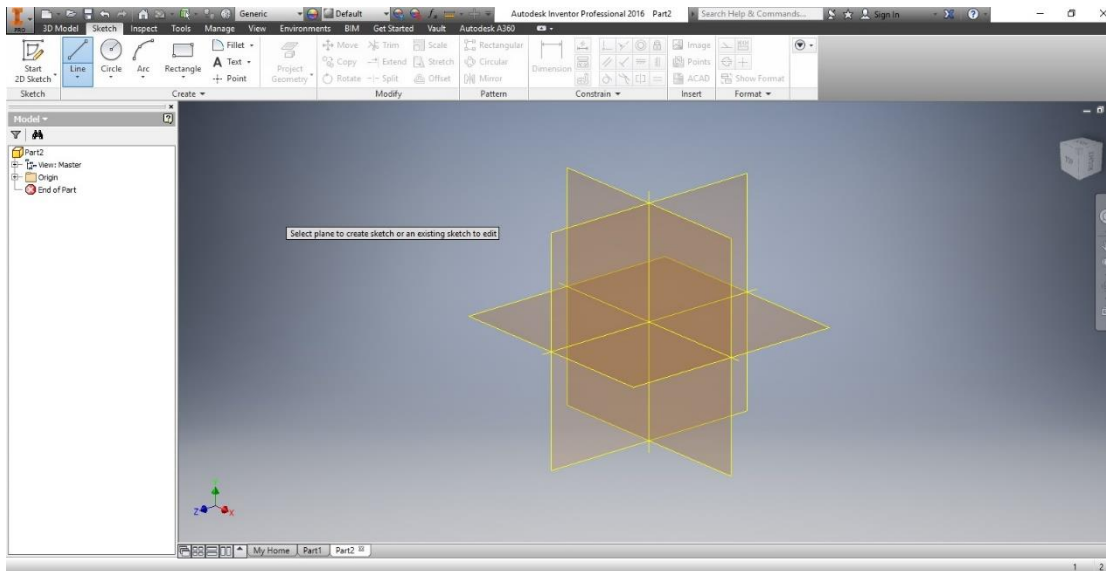 Generic Default Autodesk Inventor Professional 2016 Part2 Search Help & Commands... Sign In
PRO 3D Model Sketch Inspect Tools Manage View Environments BIM Get Started Vault Autodesk A360
Start
2D Sketch
Line Circle Arc Rectangle
Fillet
Text
Point
Project
Geometry
Move Trim Scale
Copy Extend Stretch
Rotate Split Offset
Rectangular
Circular
Mirror
Dimension
Image
Points
ACAD
Show Format
Sketch Create Modify Pattern Constrain Insert Format
Model
Part2
View: Master
Origin
End of Part
Select plane to create sketch or an existing sketch to edit
Y
Z X
My Home Part1 Part2
1 2